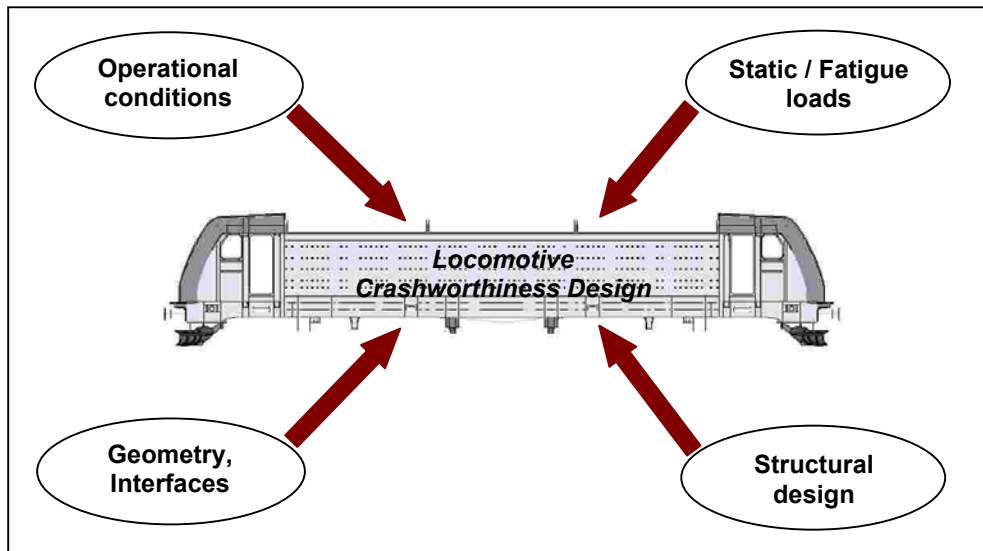 Operational
conditions
Static / Fatigue
loads
Locomotive
Crashworthiness Design
Geometry,
Interfaces
Structural
design